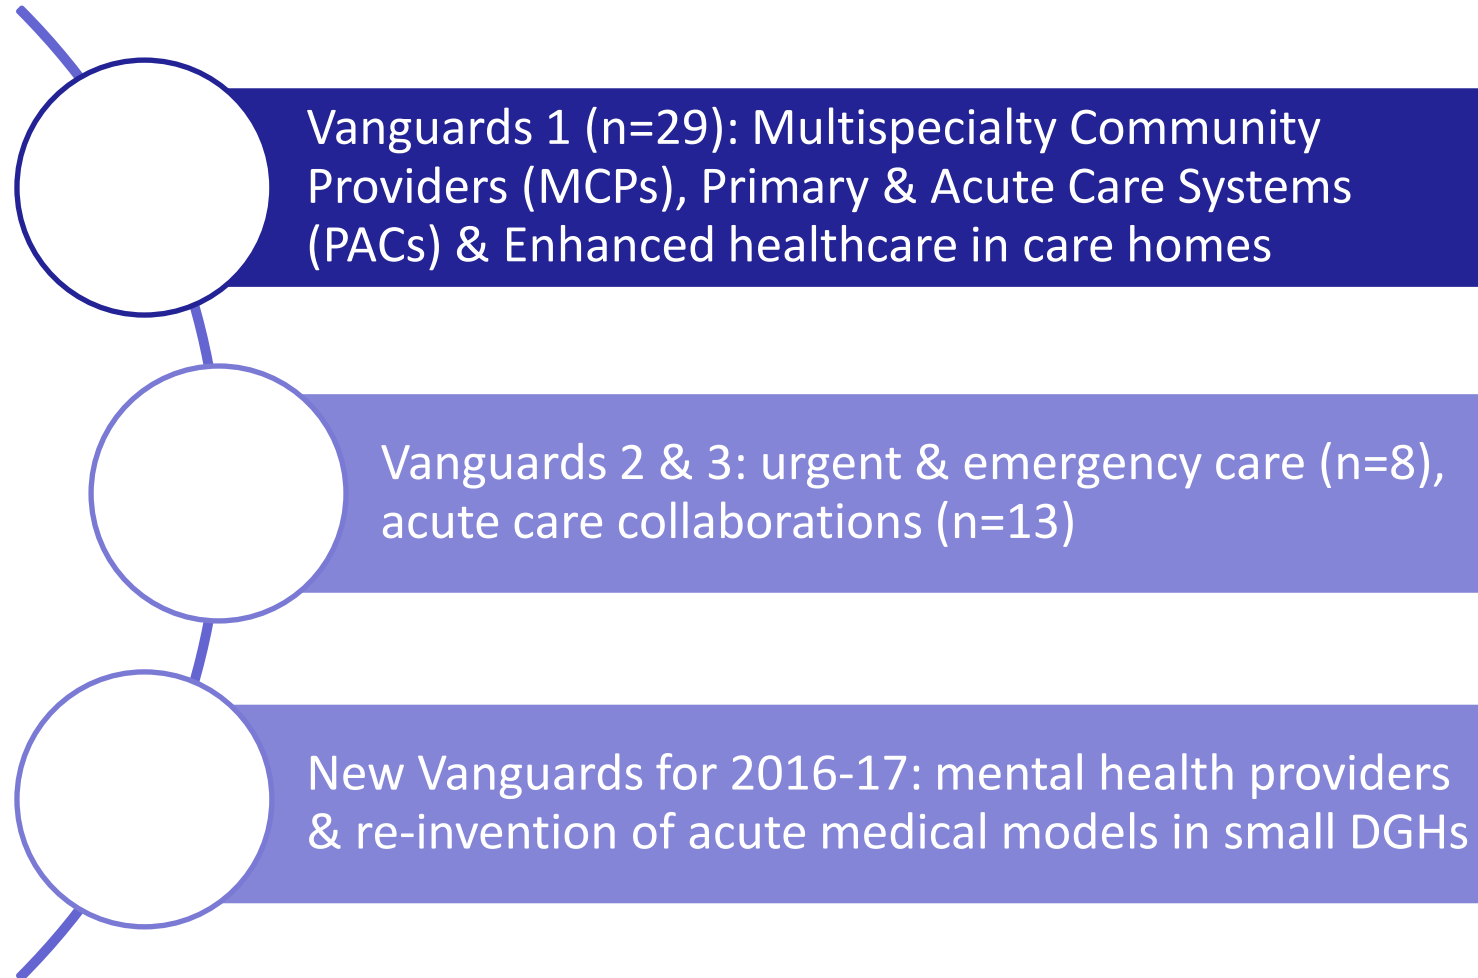 Vanguards 1 (n=29): Multispecialty Community
Providers (MCPs), Primary & Acute Care Systems
(PACs) & Enhanced healthcare in care homes
Vanguards 2 & 3: urgent & emergency care (n=8),
acute care collaborations (n=13)
New Vanguards for 2016-17: mental health providers
& re-invention of acute medical models in small DGHs